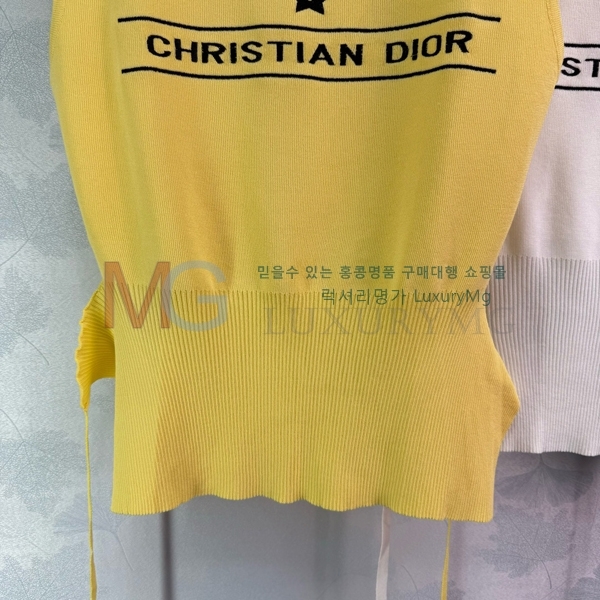 CHRISTIAN DIOR
ST
MG
믿을수 있는 홍콩명품 구매대행 쇼핑몰
럭셔리명가 LuxuryMg
LUXURYMG